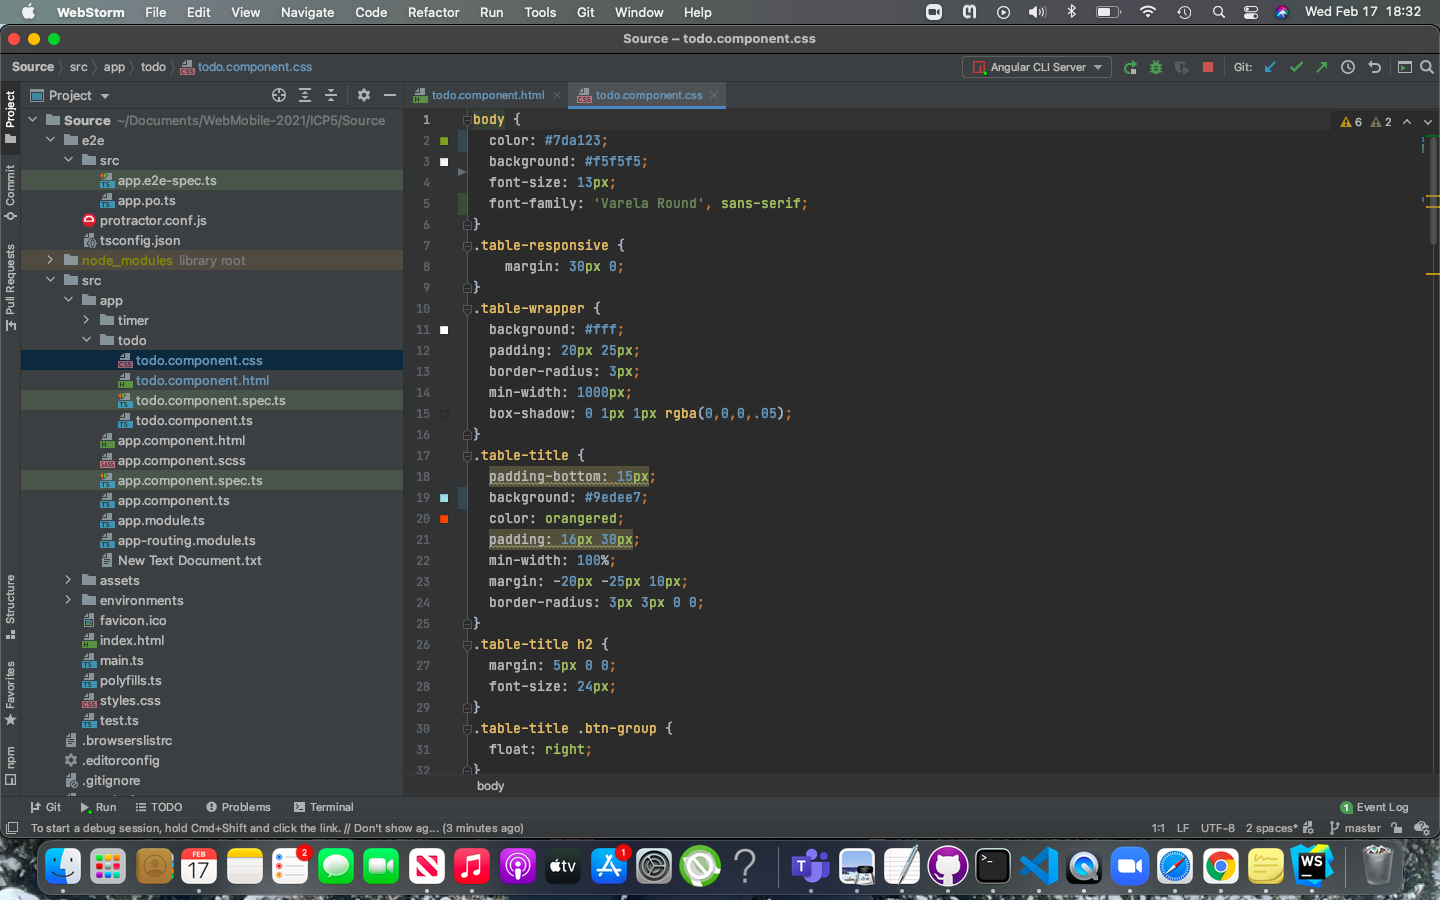 WebStorm File Edit View Navigate Code Refactor Run Tools Git Window Help Wed Feb 17 18:32
Source – todo.component.css
Source src app todo todo.component.css Angular CLI Server Git:
Project
Source ~/Documents/WebMobile-2021/ICP5/Source
e2e
src
app.e2e-spec.ts
app.po.ts
protractor.conf.js
tsconfig.json
node_modules library root
src
app
timer
todo
todo.component.css
todo.component.html
todo.component.spec.ts
todo.component.ts
app.component.html
app.component.scss
app.component.spec.ts
app.component.ts
app.module.ts
app-routing.module.ts
New Text Document.txt
assets
environments
favicon.ico
index.html
main.ts
polyfills.ts
styles.css
test.ts
.browserslistrc
.editorconfig
.gitignore
Project
Commit
Pull Requests
Structure
Favorites
npm
todo.component.html todo.component.css
6 2
1 body {
2 color: #7da123;
3 background: #f5f5f5;
4 font-size: 13px;
5 font-family: 'Varela Round', sans-serif;
6 }
7 .table-responsive {
8 margin: 30px 0;
9 }
10 .table-wrapper {
11 background: #fff;
12 padding: 20px 25px;
13 border-radius: 3px;
14 min-width: 1000px;
15 box-shadow: 0 1px 1px rgba(0,0,0,.05);
16 }
17 .table-title {
18 padding-bottom: 15px;
19 background: #9edee7;
20 color: orangered;
21 padding: 16px 30px;
22 min-width: 100%;
23 margin: -20px -25px 10px;
24 border-radius: 3px 3px 0 0;
25 }
26 .table-title h2 {
27 margin: 5px 0 0;
28 font-size: 24px;
29 }
30 .table-title .btn-group {
31 float: right;
32 }
body
Git Run TODO Problems Terminal 1 Event Log
To start a debug session, hold Cmd+Shift and click the link. // Don't show ag... (3 minutes ago) 1:1 LF UTF-8 2 spaces* master
FEB
17
2
tv
1
WS